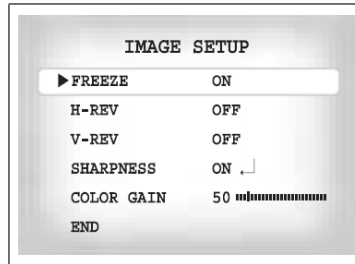 IMAGE SETUP
▶FREEZE ON
H-REV OFF
V-REV OFF
SHARPNESS ON ↵
COLOR GAIN 50
END